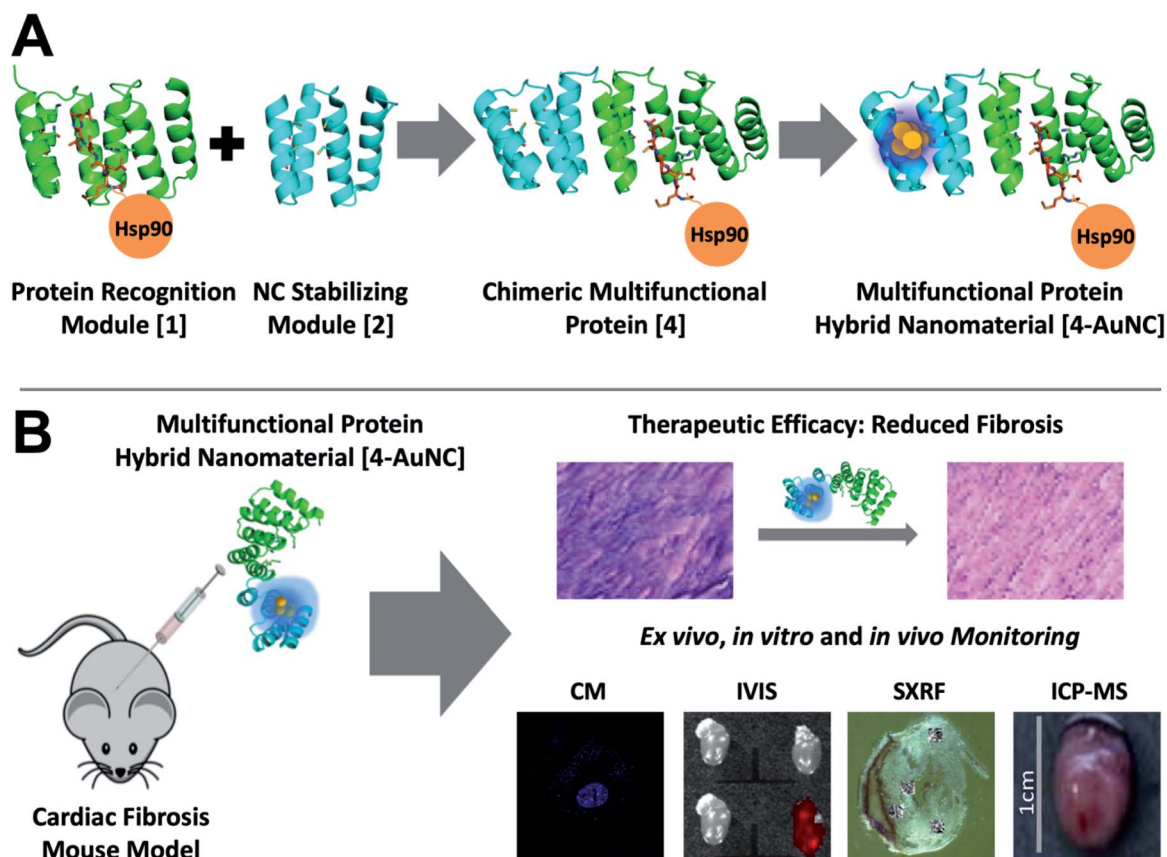 A
Hsp90
Hsp90
Hsp90
Protein Recognition
Module [1]
NC Stabilizing
Module [2]
Chimeric Multifunctional
Protein [4]
Multifunctional Protein
Hybrid Nanomaterial [4-AuNC]
B
Multifunctional Protein
Hybrid Nanomaterial [4-AuNC]
Cardiac Fibrosis
Mouse Model
Therapeutic Efficacy: Reduced Fibrosis
Ex vivo, in vitro and in vivo Monitoring
CM
IVIS
SXRF
ICP-MS
1cm